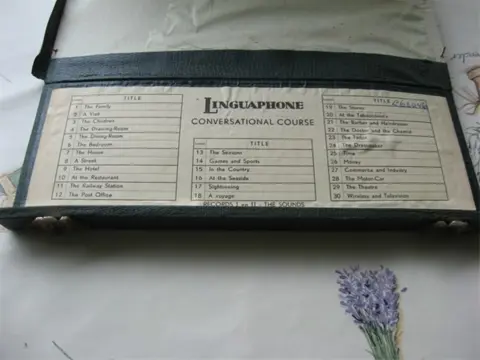 TITLE
1 The Family
2 A Visit
3 The Children
4 The Drawing-Room
5 The Dining-Room
6 The Bedroom
7 The House
8 A Street
9 The Hotel
10 At the Restaurant
11 The Railway Station
12 The Post Office
LINGUAPHONE
CONVERSATIONAL COURSE
TITLE
13 The Seasons
14 Games and Sports
15 In the Country
16 At the Seaside
17 Sightseeing
18 A voyage
RECORDS I and II - THE SOUNDS
TITLE
19 The Stores
20 At the Tobacconist's
21 The Barber and Hairdresser
22 The Doctor and the Chemist
23 The Tailor
24 The Dressmaker
25 Time
26 Money
27 Commerce and Industry
28 The Motor-Car
29 The Theatre
30 Wireless and Television